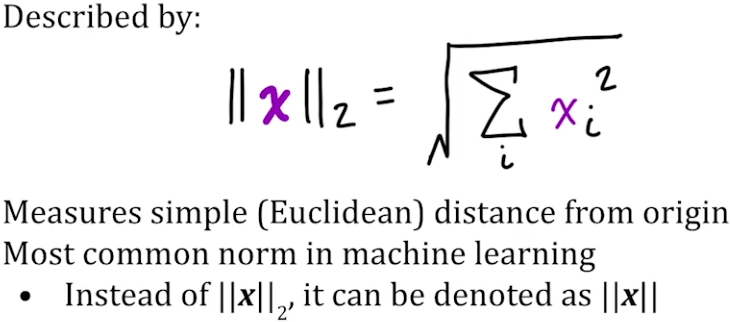 Described by:
||x||₂ = √∑ᵢ xᵢ²
Measures simple (Euclidean) distance from origin
Most common norm in machine learning
• Instead of ||x||₂, it can be denoted as ||x||